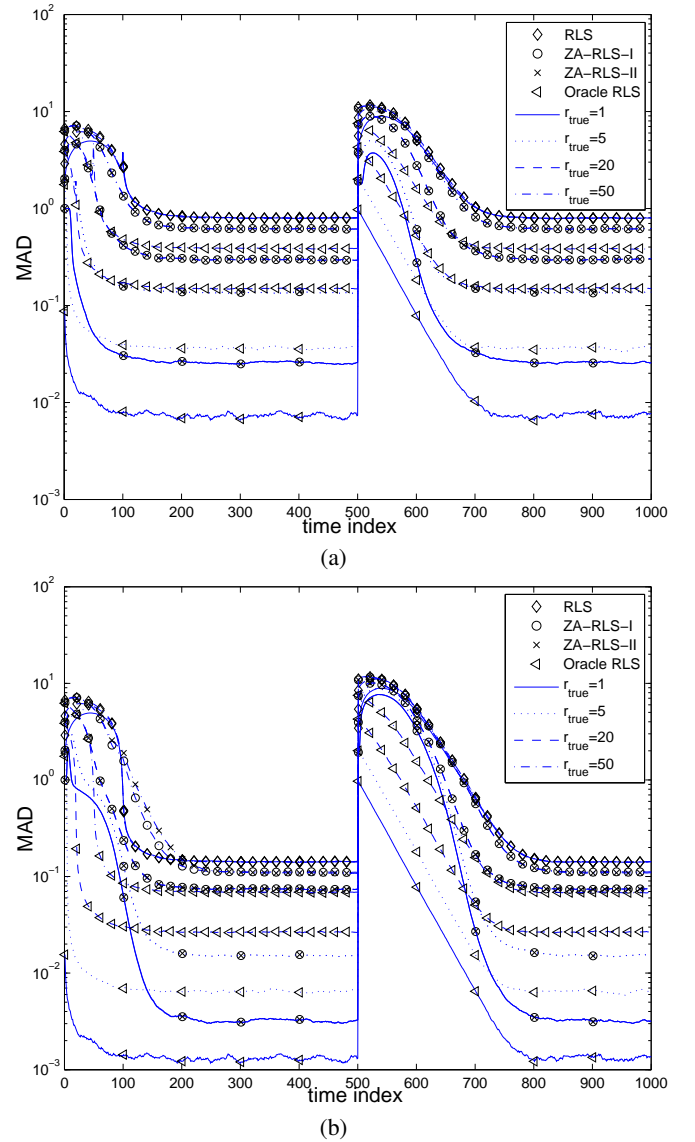 10^2
10^1
10^0
10^-1
10^-2
10^-3
MAD
0 100 200 300 400 500 600 700 800 900 1000
time index
RLS
ZA−RLS−I
ZA−RLS−II
Oracle RLS
r_true=1
r_true=5
r_true=20
r_true=50
(a)
10^2
10^1
10^0
10^-1
10^-2
10^-3
MAD
0 100 200 300 400 500 600 700 800 900 1000
time index
RLS
ZA−RLS−I
ZA−RLS−II
Oracle RLS
r_true=1
r_true=5
r_true=20
r_true=50
(b)